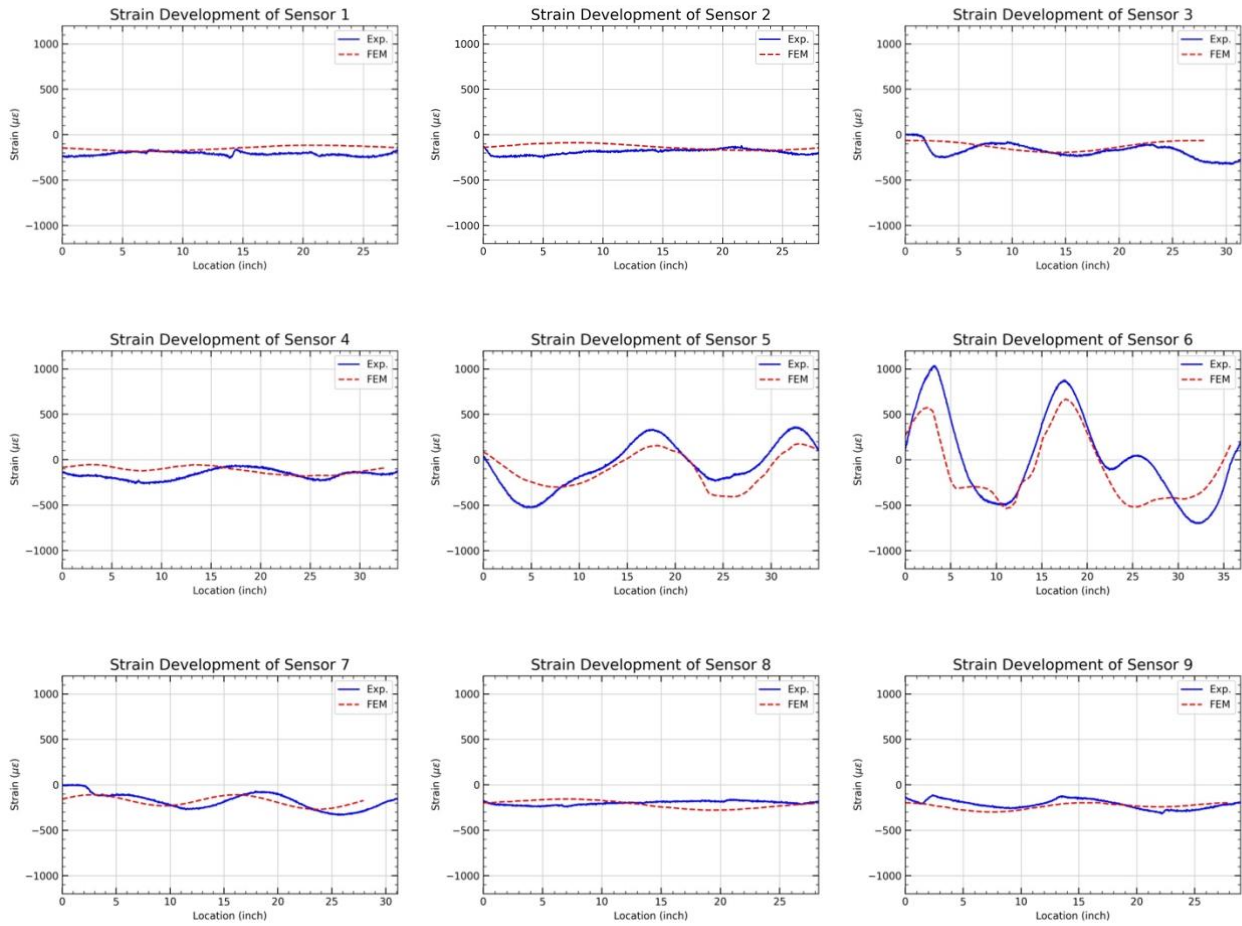 Strain Development of Sensor 1
1000
500
0
−500
−1000
Strain (με)
Exp.
FEM
0 5 10 15 20 25
Location (inch)
Strain Development of Sensor 2
1000
500
0
−500
−1000
Strain (με)
Exp.
FEM
0 5 10 15 20 25
Location (inch)
Strain Development of Sensor 3
1000
500
0
−500
−1000
Strain (με)
Exp.
FEM
0 5 10 15 20 25 30
Location (inch)
Strain Development of Sensor 4
1000
500
0
−500
−1000
Strain (με)
Exp.
FEM
0 5 10 15 20 25 30
Location (inch)
Strain Development of Sensor 5
1000
500
0
−500
−1000
Strain (με)
Exp.
FEM
0 5 10 15 20 25 30
Location (inch)
Strain Development of Sensor 6
1000
500
0
−500
−1000
Strain (με)
Exp.
FEM
0 5 10 15 20 25 30 35
Location (inch)
Strain Development of Sensor 7
1000
500
0
−500
−1000
Strain (με)
Exp.
FEM
0 5 10 15 20 25 30
Location (inch)
Strain Development of Sensor 8
1000
500
0
−500
−1000
Strain (με)
Exp.
FEM
0 5 10 15 20 25
Location (inch)
Strain Development of Sensor 9
1000
500
0
−500
−1000
Strain (με)
Exp.
FEM
0 5 10 15 20 25
Location (inch)